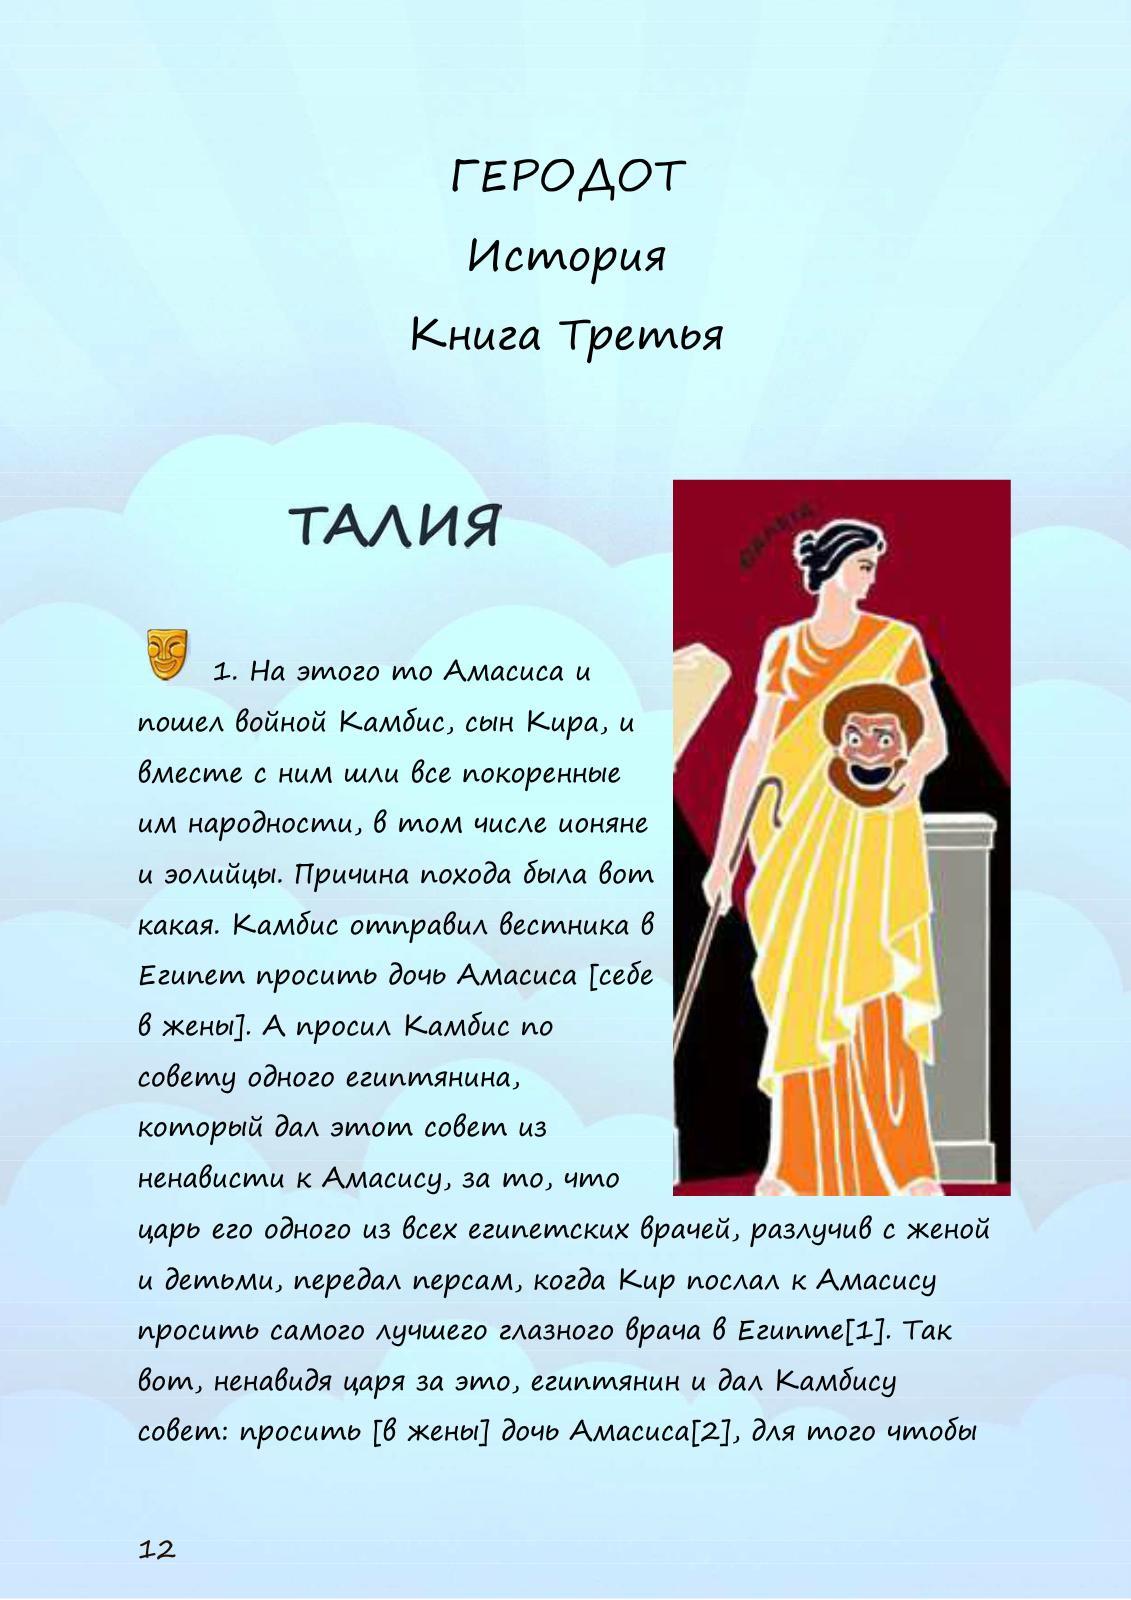 ГЕРОДОТ
История
Книга Третья
ТАЛИЯ
1. На этого то Амасиса и
пошел войной Камбис, сын Кира, и
вместе с ним шли все покоренные
им народности, в том числе ионяне
и эолийцы. Причина похода была вот
какая. Камбис отправил вестника в
Египет просить дочь Амасиса [себе
в жены]. А просил Камбис по
совету одного египтянина,
который дал этот совет из
ненависти к Амасису, за то, что
царь его одного из всех египетских врачей, разлучив с женой
и детьми, передал персам, когда Кир послал к Амасису
просить самого лучшего глазного врача в Египте[1]. Так
вот, ненавидя царя за это, египтянин и дал Камбису
совет: просить [в жены] дочь Амасиса[2], для того чтобы
12